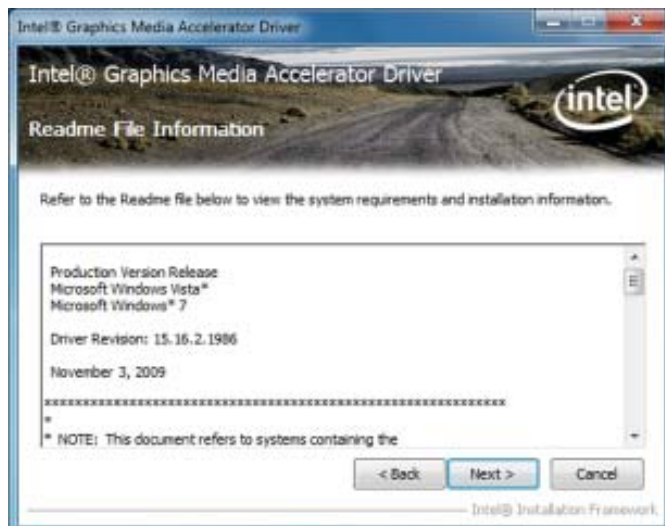 Intel® Graphics Media Accelerator Driver
Intel® Graphics Media Accelerator Driver
intel
Readme File Information
Refer to the Readme file below to view the system requirements and installation information.
Production Version Release
Microsoft Windows Vista*
Microsoft Windows* 7
Driver Revision: 15.16.2.1986
November 3, 2009
*************************************************************
*
* NOTE: This document refers to systems containing the
< Back Next > Cancel
Intel® Installation Framework